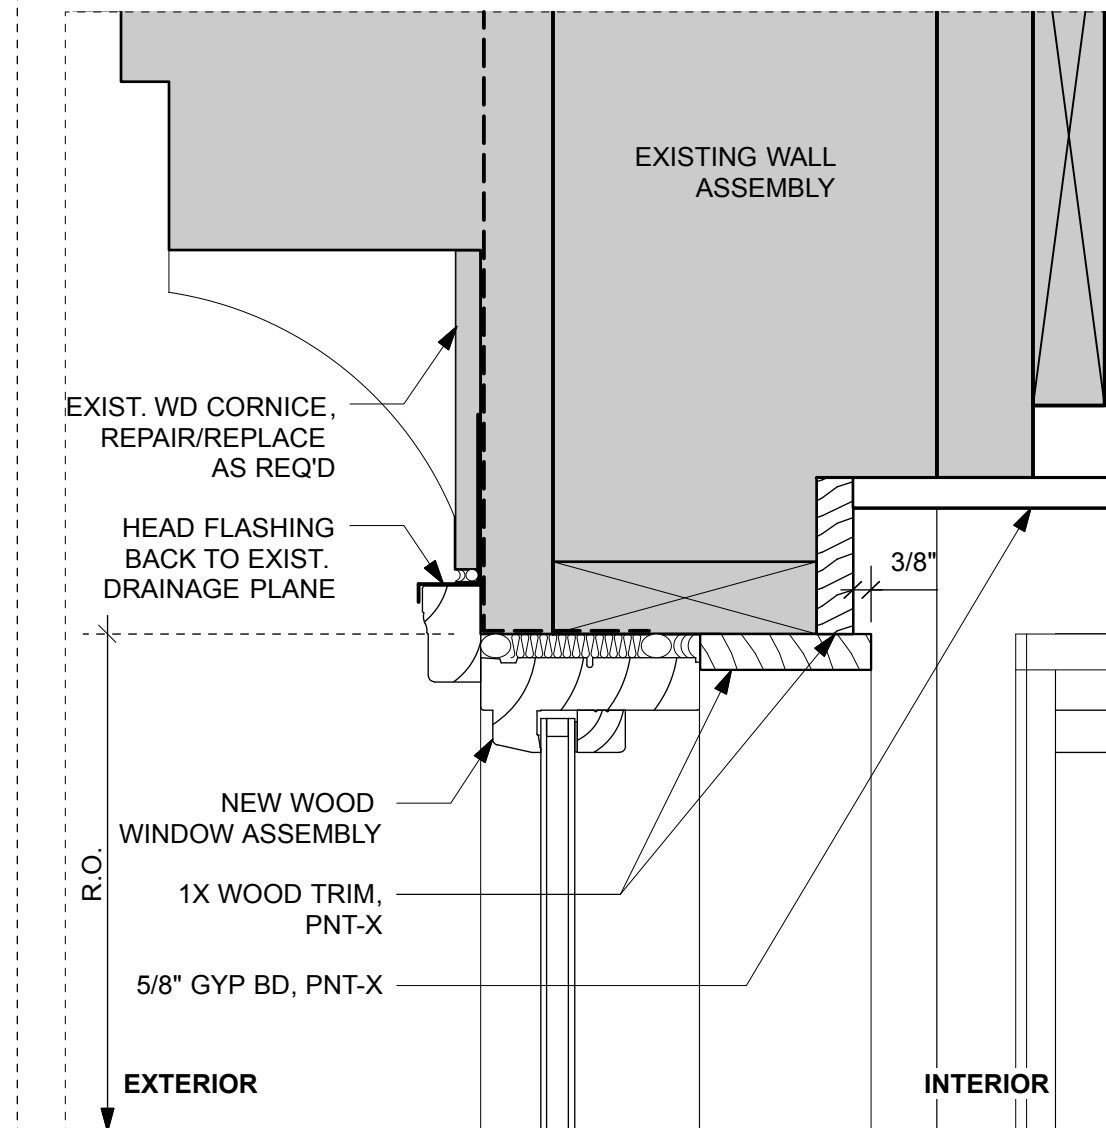 EXISTING WALL
ASSEMBLY
EXIST. WD CORNICE,
REPAIR/REPLACE
AS REQ'D
HEAD FLASHING
BACK TO EXIST.
DRAINAGE PLANE
3/8"
NEW WOOD
WINDOW ASSEMBLY
R.O.
1X WOOD TRIM,
PNT-X
5/8" GYP BD, PNT-X
EXTERIOR
INTERIOR